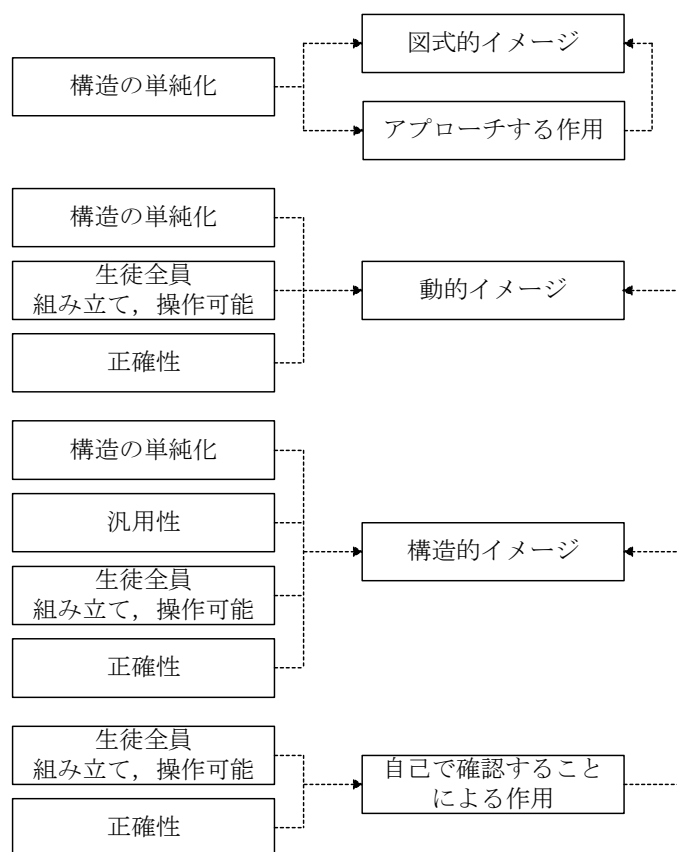 構造の単純化
図式的イメージ
アプローチする作用
構造の単純化
生徒全員
組み立て，操作可能
正確性
動的イメージ
構造の単純化
汎用性
生徒全員
組み立て，操作可能
正確性
構造的イメージ
生徒全員
組み立て，操作可能
正確性
自己で確認すること
による作用